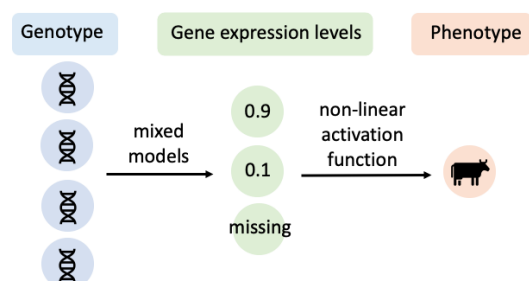 Genotype
Gene expression levels
Phenotype
mixed
models
0.9
0.1
missing
non-linear
activation
function